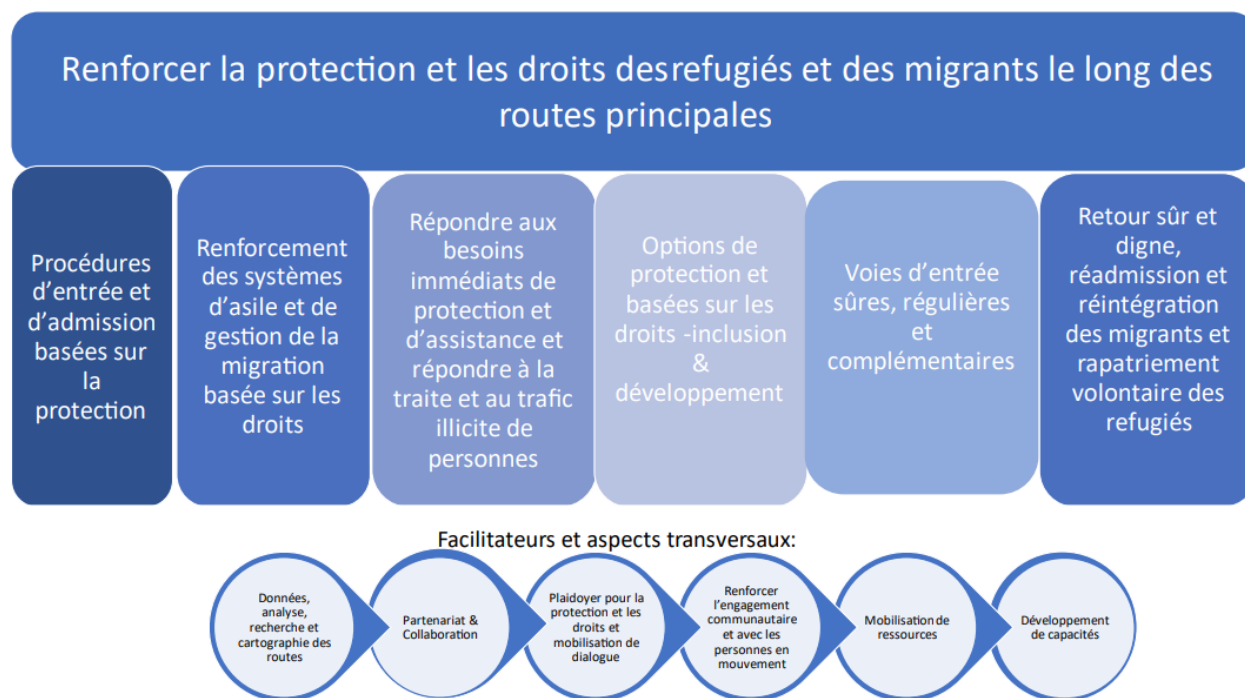 Renforcer la protection et les droits desrefugiés et des migrants le long des
routes principales
Procédures
d'entrée et
d'admission
basées sur
la
protection
Renforcement
des systèmes
d'asile et de
gestion de la
migration
basée sur les
droits
Répondre aux
besoins
immédiats de
protection et
d'assistance et
répondre à la
traite et au trafic
illicite de
personnes
Options de
protection et
basées sur les
droits -inclusion
&
développement
Voies d'entrée
sûres, régulières
et
complémentaires
Retour sûr et
digne,
réadmission et
réintégration
des migrants et
rapatriement
volontaire des
refugiés
Facilitateurs et aspects transversaux:
Données,
analyse,
recherche et
cartographie des
routes
Partenariat &
Collaboration
Plaidoyer pour la
protection et les
droits et
mobilisation de
dialogue
Renforcer
l'engagement
communautaire
et avec les
personnes en
mouvement
Mobilisation de
ressources
Développement
de capacités